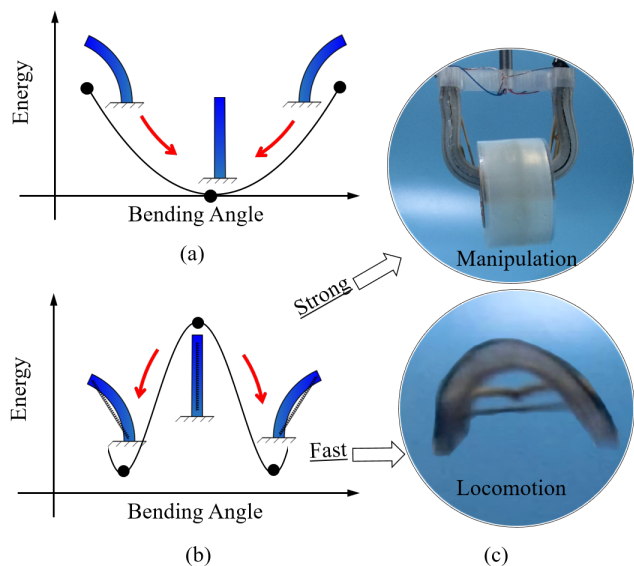 Energy
Bending Angle
(a)
Manipulation
Strong
Energy
Fast
Locomotion
Bending Angle
(b)
(c)